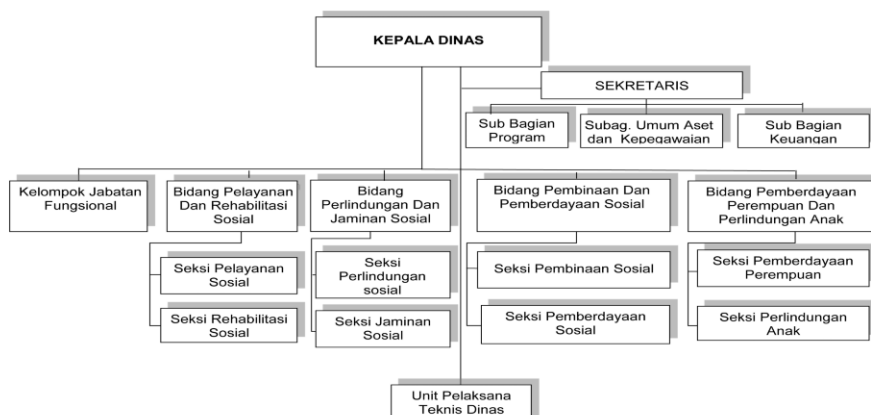 KEPALA DINAS
SEKRETARIS
Sub Bagian
Program
Subag. Umum Aset
dan Kepegawaian
Sub Bagian
Keuangan
Kelompok Jabatan
Fungsional
Bidang Pelayanan
Dan Rehabilitasi
Sosial
Bidang
Perlindungan Dan
Jaminan Sosial
Bidang Pembinaan Dan
Pemberdayaan Sosial
Bidang Pemberdayaan
Perempuan Dan
Perlindungan Anak
Seksi Pelayanan
Sosial
Seksi
Perlindungan
sosial
Seksi Pembinaan Sosial
Seksi Pemberdayaan
Perempuan
Seksi Rehabilitasi
Sosial
Seksi Jaminan
Sosial
Seksi Pemberdayaan
Sosial
Seksi Perlindungan
Anak
Unit Pelaksana
Teknis Dinas